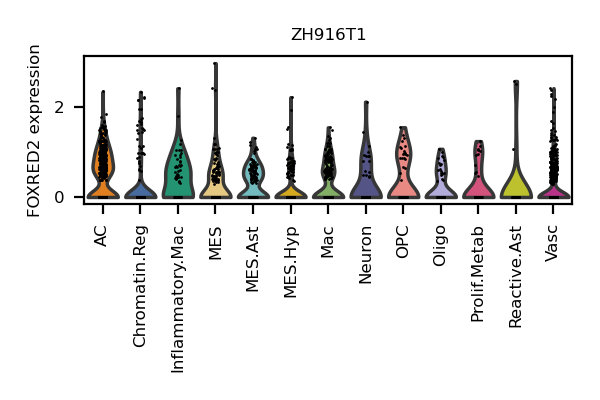 ZH916T1
FOXRED2 expression
2
0
AC
Chromatin.Reg
Inflammatory.Mac
MES
MES.Ast
MES.Hyp
Mac
Neuron
OPC
Oligo
Prolif.Metab
Reactive.Ast
Vasc